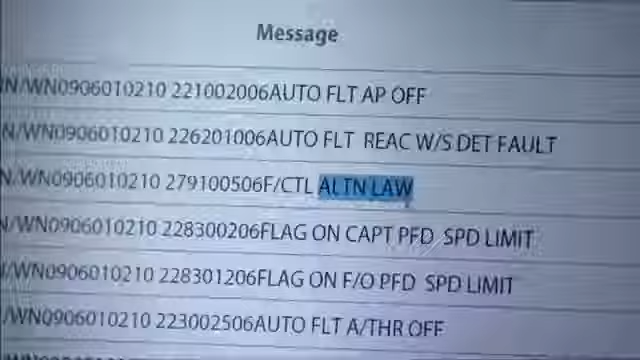 Message
N/WN0906010210 221002006AUTO FLT AP OFF
N/WN0906010210 226201006AUTO FLT REAC W/S DET FAULT
N/WN0906010210 279100506F/CTL ALTN LAW
N/WN0906010210 228300206FLAG ON CAPT PFD SPD LIMIT
/WN0906010210 228301206FLAG ON F/O PFD SPD LIMIT
/WN0906010210 223002506AUTO FLT A/THR OFF